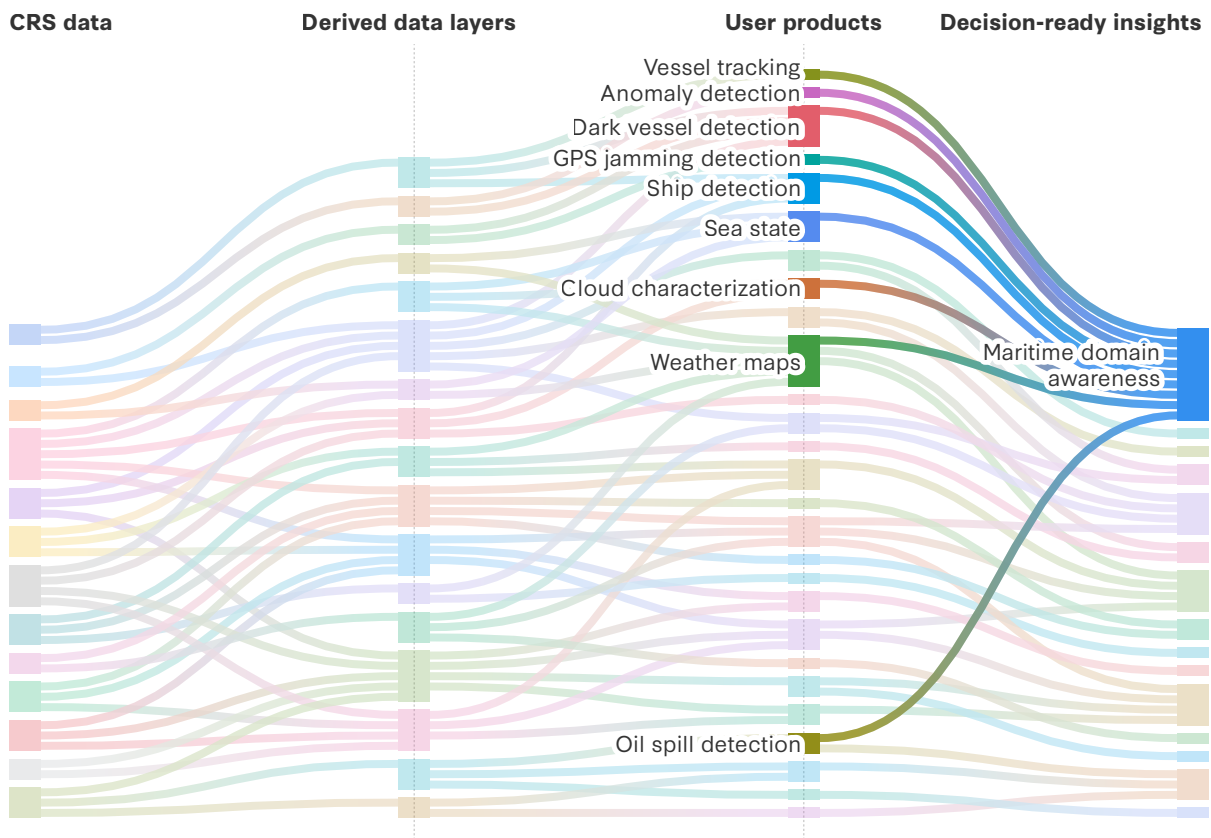 CRS data
Derived data layers
User products
Decision-ready insights
Vessel tracking
Anomaly detection
Dark vessel detection
GPS jamming detection
Ship detection
Sea state
Cloud characterization
Weather maps
Maritime domain
awareness
Oil spill detection